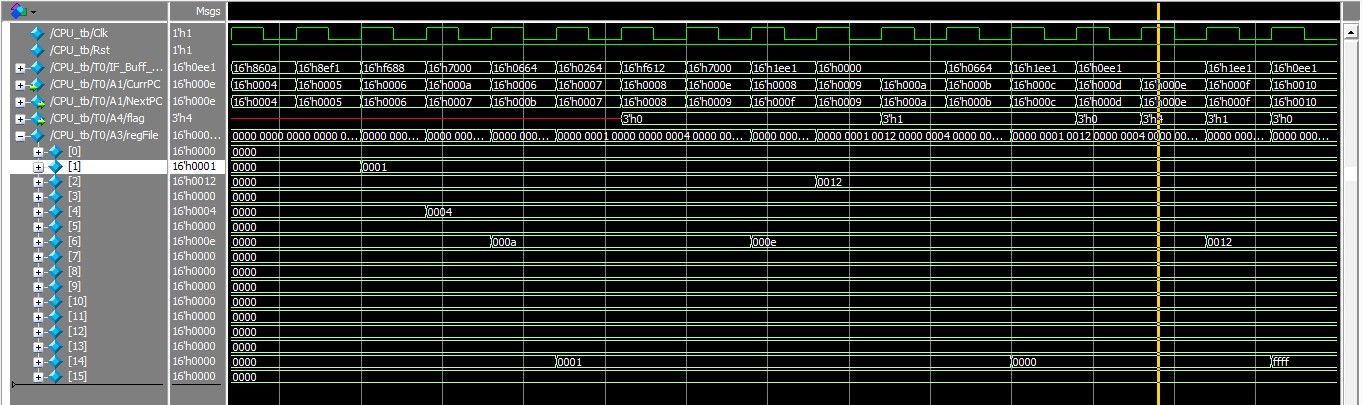 Msgs
/CPU_tb/Clk 1'h1
/CPU_tb/Rst 1'h1
/CPU_tb/T0/IF_Buff_... 16'h0ee1 16'h860a 16'h8ef1 16'hf688 16'h7000 16'h0664 16'h0264 16'hf612 16'h7000 16'h1ee1 16'h0000 16'h0664 16'h1ee1 16'h0ee1 16'h1ee1 16'h0ee1
/CPU_tb/T0/A1/CurrPC 16'h000e 16'h0004 16'h0005 16'h0006 16'h000a 16'h0006 16'h0007 16'h0008 16'h000e 16'h0008 16'h0009 16'h000a 16'h000b 16'h000c 16'h000d 16'h000e 16'h000f 16'h0010
/CPU_tb/T0/A1/NextPC 16'h000e 16'h0004 16'h0005 16'h0006 16'h0007 16'h000b 16'h0007 16'h0008 16'h0009 16'h000f 16'h0009 16'h000a 16'h000b 16'h000c 16'h000d 16'h000e 16'h000f 16'h0010
/CPU_tb/T0/A4/flag 3'h4 3'h0 3'h1 3'h0 3'h4 3'h1 3'h0
/CPU_tb/T0/A3/regFile 16'h000... 0000 0000 0000 0000 0... 0000 000... 0000 000... 0000 000... 0000 0001 0000 0004 0000 00... 0000 000... 0000 0001 0012 0000 0004 0000 00... 0000 0001 0012 0000 0004 0000 00... 0000 000... 0000 000...
[0] 16'h0000 0000
[1] 16'h0001 0000 0001
[2] 16'h0012 0000 0012
[3] 16'h0000 0000
[4] 16'h0004 0000 0004
[5] 16'h0000 0000
[6] 16'h000e 0000 000a 000e 0012
[7] 16'h0000 0000
[8] 16'h0000 0000
[9] 16'h0000 0000
[10] 16'h0000 0000
[11] 16'h0000 0000
[12] 16'h0000 0000
[13] 16'h0000 0000
[14] 16'h0000 0000 0001 0000 ffff
[15] 16'h0000 0000